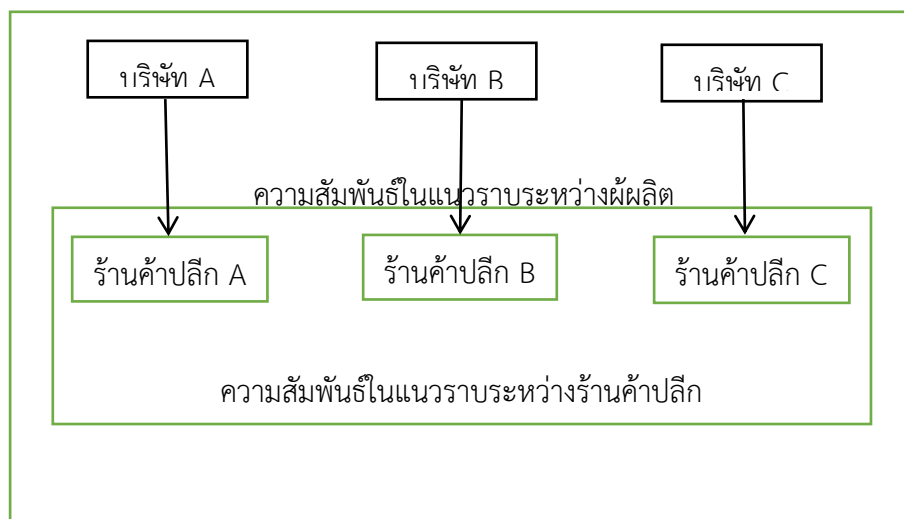 บริษัท A
บริษัท B
บริษัท C
ความสัมพันธ์ในแนวราบระหว่างผู้ผลิต
ร้านค้าปลีก A
ร้านค้าปลีก B
ร้านค้าปลีก C
ความสัมพันธ์ในแนวราบระหว่างร้านค้าปลีก